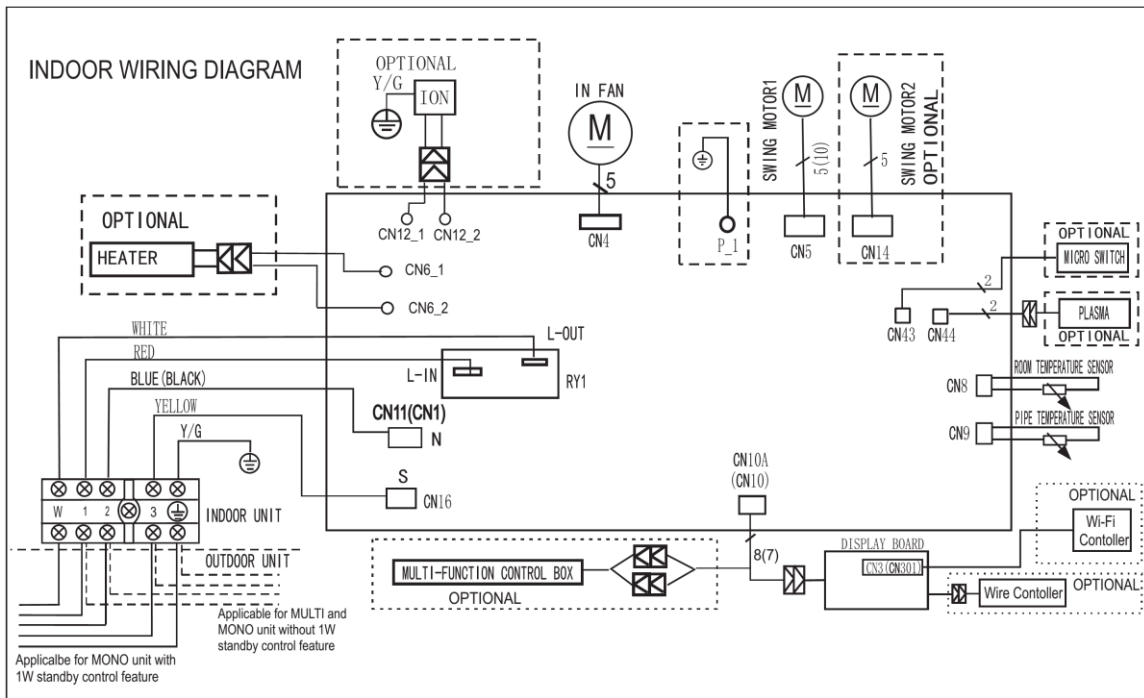 INDOOR WIRING DIAGRAM
OPTIONAL
Y/G
ION
CN12_1
CN12_2
IN FAN
M
5
CN4
P_1
SWING MOTOR1
M
5(10)
CN5
SWING MOTOR2
OPTIONAL
M
5
CN14
OPTIONAL
HEATER
CN6_1
CN6_2
OPTIONAL
MICRO SWITCH
2
CN43
2
CN44
PLASMA
OPTIONAL
WHITE
RED
BLUE(BLACK)
YELLOW
Y/G
L-OUT
L-IN
RY1
CN11(CN1)
N
S
CN16
CN8
ROOM TEMPERATURE SENSOR
CN9
PIPE TEMPERATURE SENSOR
W 1 2 3
INDOOR UNIT
OUTDOOR UNIT
Applicable for MULTI and
MONO unit without 1W
standby control feature
Applicalbe for MONO unit with
1W standby control feature
CN10A
(CN10)
8(7)
MULTI-FUNCTION CONTROL BOX
OPTIONAL
DISPLAY BOARD
CN3(CN301)
OPTIONAL
Wi-Fi
Contoller
OPTIONAL
Wire Contoller